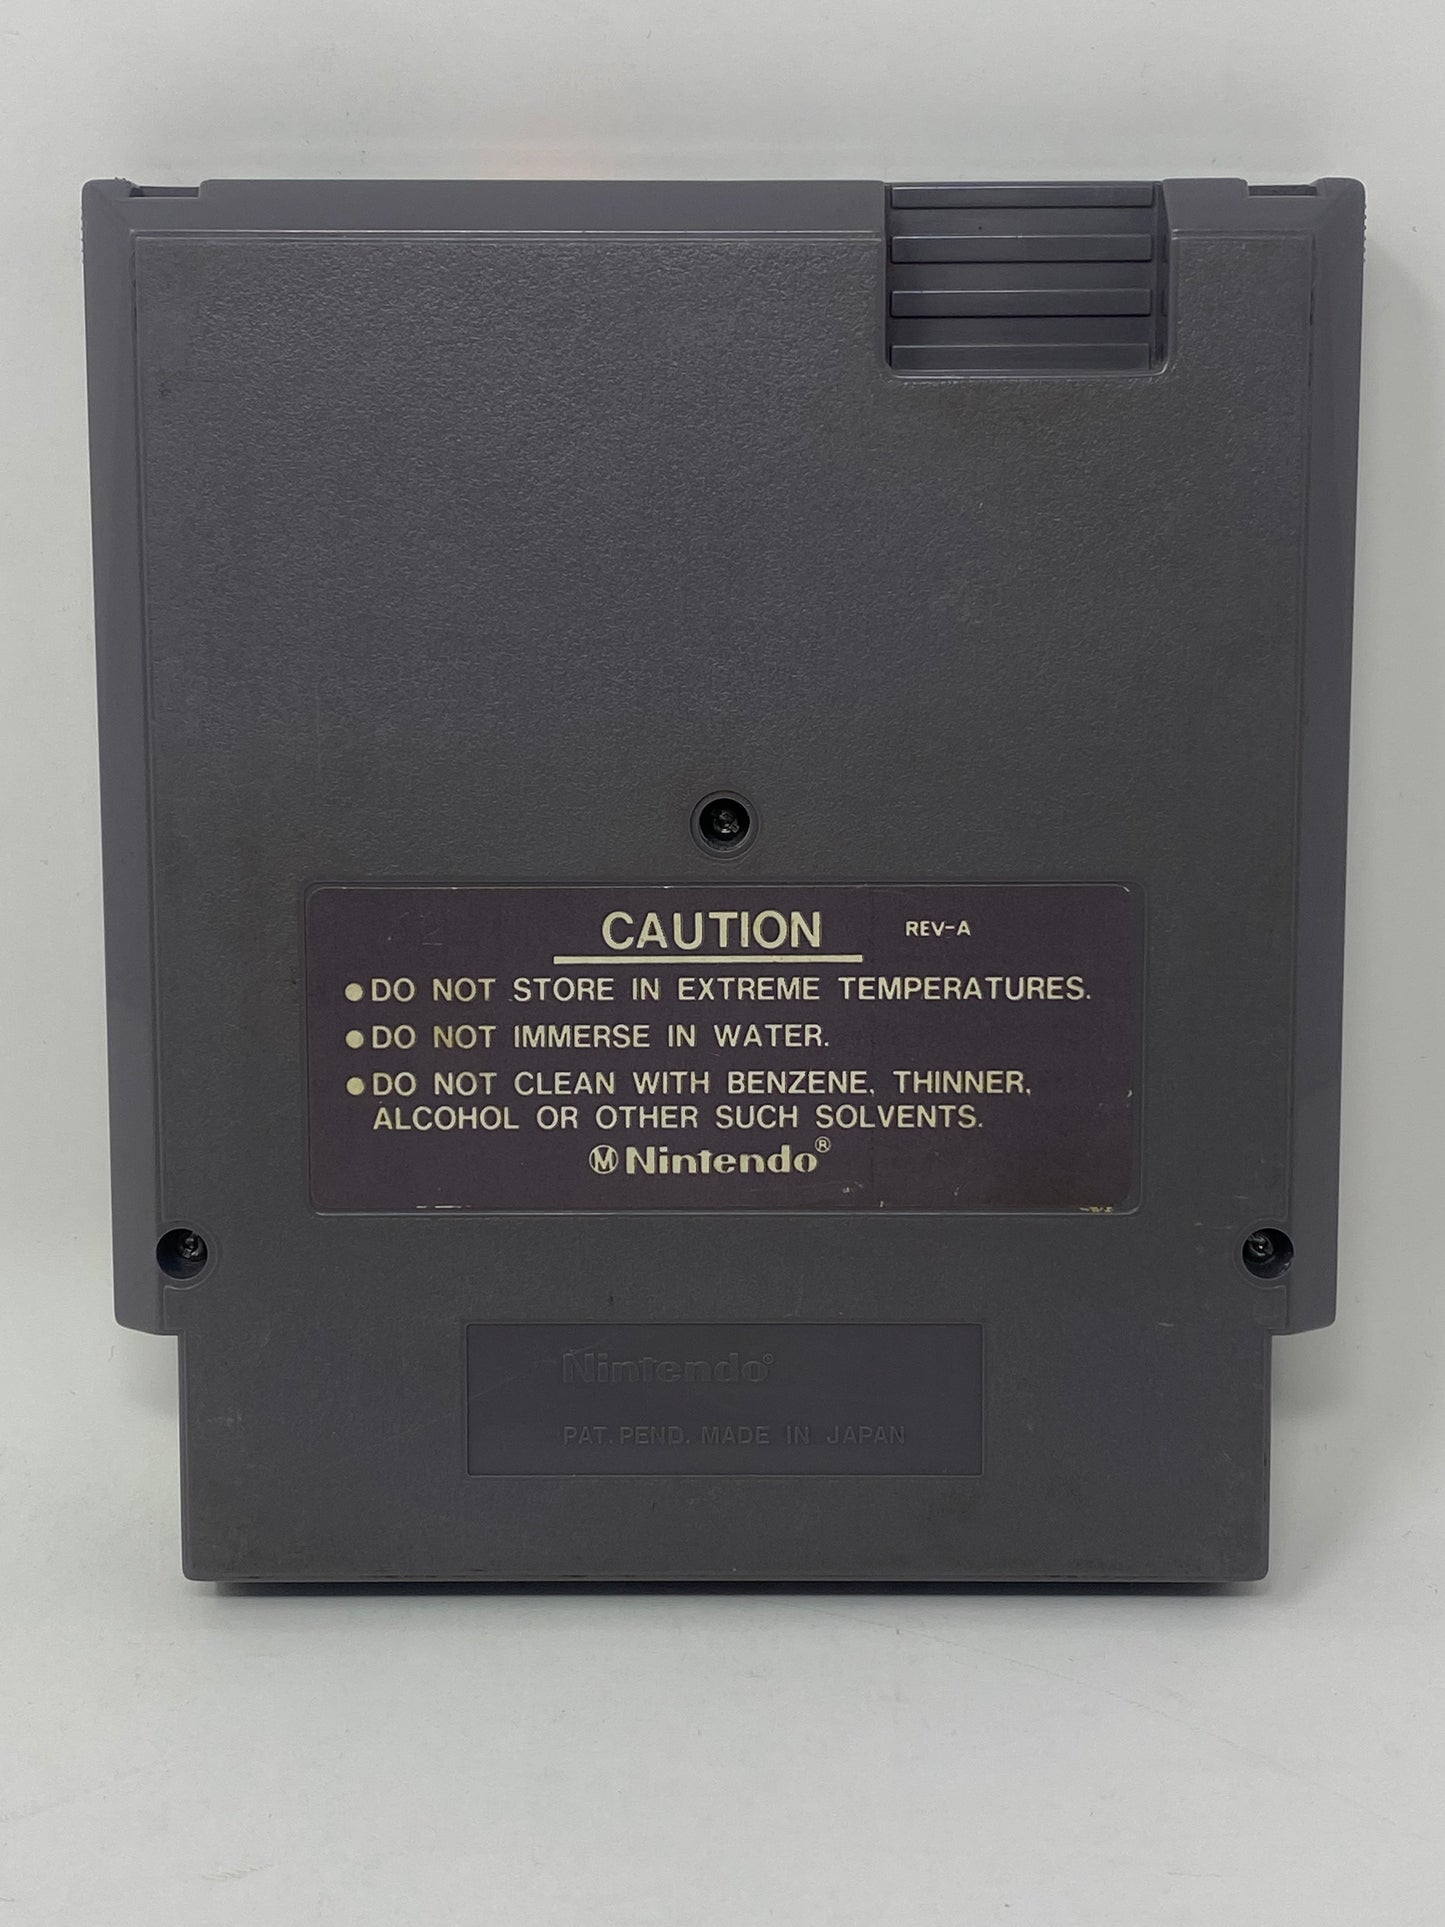 CAUTION REV-A
●DO NOT STORE IN EXTREME TEMPERATURES.
●DO NOT IMMERSE IN WATER.
●DO NOT CLEAN WITH BENZENE, THINNER,
ALCOHOL OR OTHER SUCH SOLVENTS.
Ⓜ Nintendo®
Nintendo®
PAT. PEND. MADE IN JAPAN